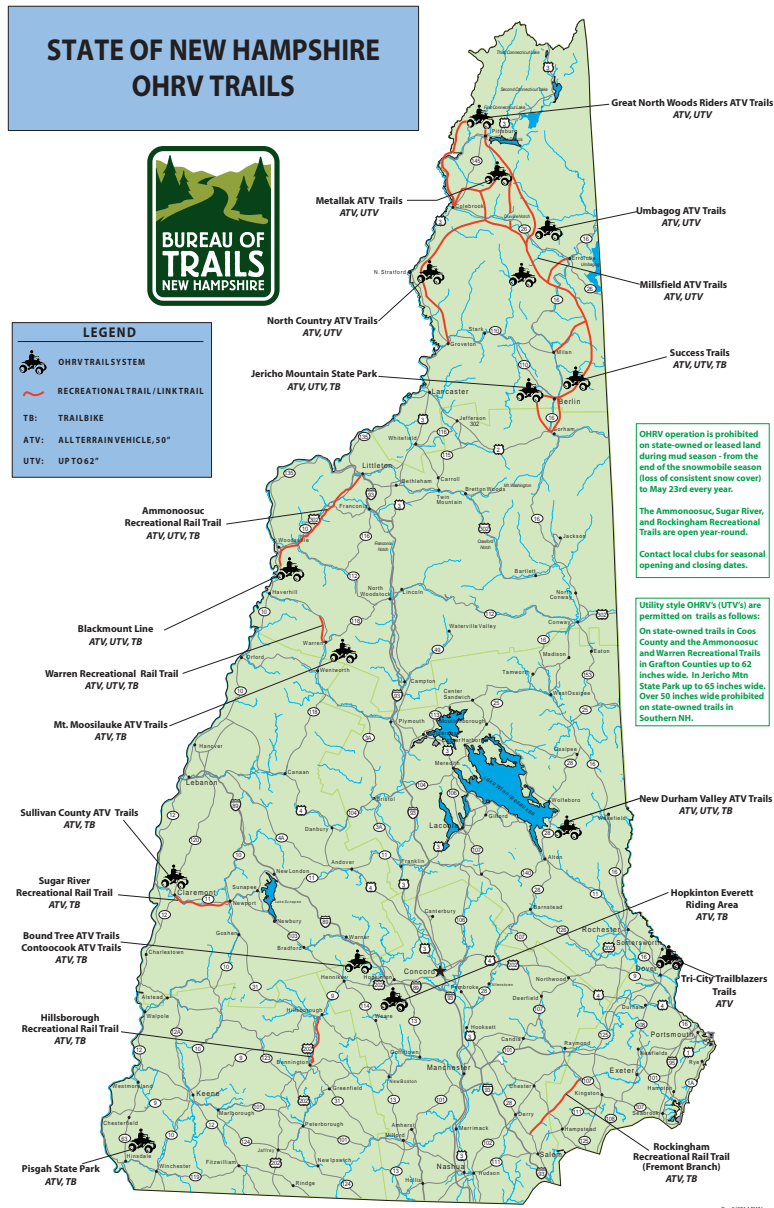 STATE OF NEW HAMPSHIRE
OHRV TRAILS
BUREAU OF
TRAILS
NEW HAMPSHIRE
LEGEND
OHRV TRAIL SYSTEM
RECREATIONAL TRAIL / LINK TRAIL
TB: TRAIL BIKE
ATV: ALL TERRAIN VEHICLE, 50"
UTV: UP TO 62"
Great North Woods Riders ATV Trails
ATV, UTV
Metallak ATV Trails
ATV, UTV
Umbagog ATV Trails
ATV, UTV
Millsfield ATV Trails
ATV, UTV
North Country ATV Trails
ATV, UTV
Success Trails
ATV, UTV, TB
Jericho Mountain State Park
ATV, UTV, TB
OHRV operation is prohibited
on state-owned or leased land
during mud season - from the
end of the snowmobile season
(loss of consistent snow cover)
to May 23rd every year.
The Ammonoosuc, Sugar River,
and Rockingham Recreational
Trails are open year-round.
Contact local clubs for seasonal
opening and closing dates.
Utility style OHRV's (UTV's) are
permitted on trails as follows:
On state-owned trails in Coos
County and the Ammonoosuc
and Warren Recreational Trails
in Grafton Counties up to 62
inches wide. In Jericho Mtn
State Park up to 65 inches wide.
Over 50 inches wide prohibited
on state-owned trails in
Southern NH.
Ammonoosuc
Recreational Rail Trail
ATV, UTV, TB
Blackmount Line
ATV, UTV, TB
Warren Recreational Rail Trail
ATV, UTV, TB
Mt. Moosilauke ATV Trails
ATV, TB
New Durham Valley ATV Trails
ATV, UTV, TB
Sullivan County ATV Trails
ATV, TB
Sugar River
Recreational Rail Trail
ATV, TB
Hopkinton Everett
Riding Area
ATV, TB
Bound Tree ATV Trails
Contoocook ATV Trails
ATV, TB
Tri-City Trailblazers
Trails
ATV
Hillsborough
Recreational Rail Trail
ATV, TB
Rockingham
Recreational Rail Trail
(Fremont Branch)
ATV, TB
Pisgah State Park
ATV, TB
Pittsburg
Colebrook
N. Stratford
Groveton
Stark
Milan
Berlin
Gorham
Lancaster
Jefferson
Whitefield
Littleton
Bethlehem
Carroll
Twin
Mountain
Bretton Woods
Franconia
Woodsville
Jackson
Bartlett
Haverhill
North
Woodstock
Lincoln
North
Conway
Conway
Waterville Valley
Warren
Madison
Eaton
Orford
Wentworth
Tamworth
Campton
Center
Sandwich
West Ossipee
Plymouth
Ossipee
Meredith
Hanover
Canaan
Lebanon
Bristol
Wolfeboro
Wakefield
Gilford
Laconia
Danbury
Alton
Franklin
Andover
New London
Claremont
Sunapee
Newport
Newbury
Canterbury
Barnstead
Rochester
Somersworth
Goshen
Bradford
Warner
Charlestown
Henniker
Hopkinton
Concord
Dover
Pembroke
Northwood
Alstead
Walpole
Hillsborough
Weare
Deerfield
Durham
Hooksett
Candia
Raymond
Portsmouth
Newfields
Rye
Bennington
Goffstown
Manchester
Exeter
Westmoreland
Keene
Greenfield
New Boston
Chester
Kingston
Hampton
Marlborough
Seabrook
Chesterfield
Peterborough
Amherst
Milford
Merrimack
Derry
Hampstead
Hinsdale
Winchester
Fitzwilliam
Jaffrey
New Ipswich
Rindge
Nashua
Hudson
Salem
Hollis